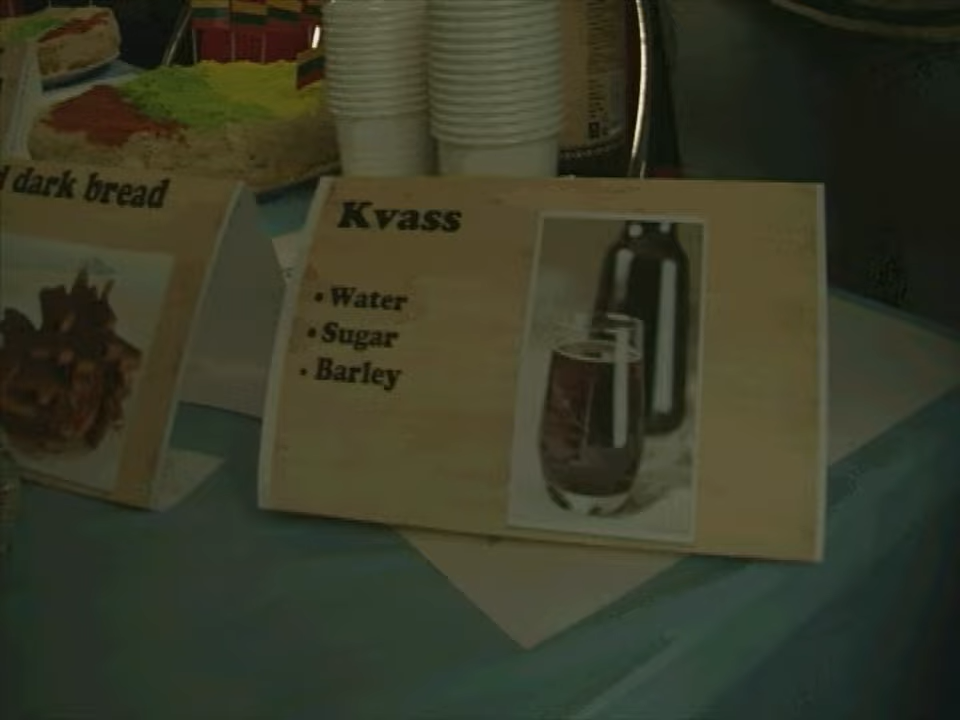 dark bread
Kvass
• Water
• Sugar
• Barley